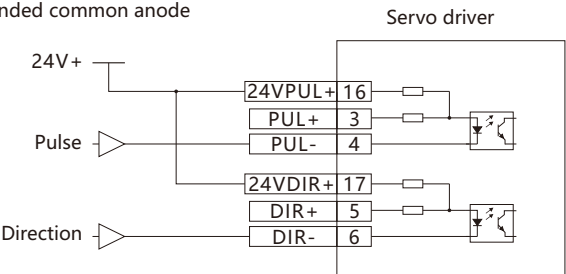 nded common anode
Servo driver
24V+
24VPUL+ 16
PUL+ 3
Pulse PUL- 4
24VDIR+ 17
DIR+ 5
Direction DIR- 6